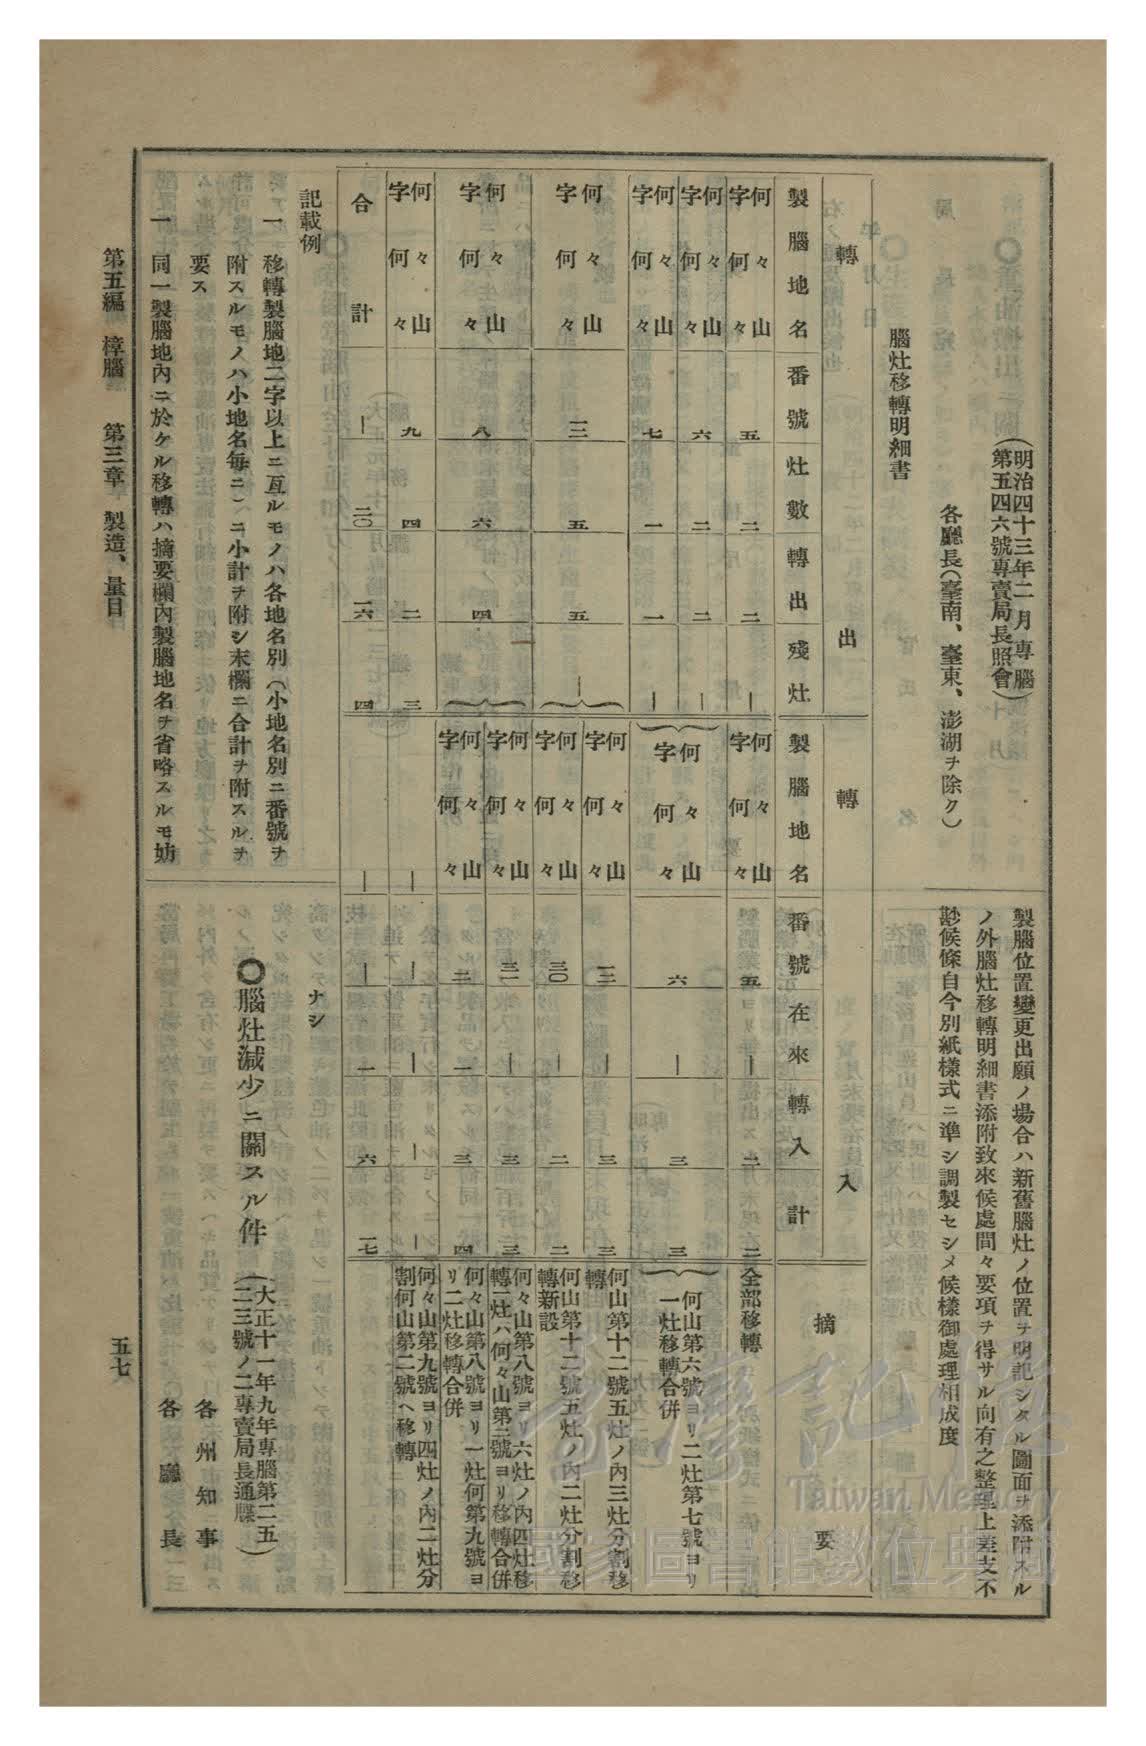 (明治四十三年二月專腦
第五四六號專賣局長照會)
各廳長(臺南、臺東、澎湖ヲ除ク)
製腦位置變更出願ノ場合ハ新舊腦灶ノ位置ヲ明記シタル圖面ヲ添附スル
ノ外腦灶移轉明細書添附致來候處間々要項ヲ得サル向有之整理上差支不
尠候條自今別紙樣式ニ準シ調製セシメ候樣御處理相成度
腦灶移轉明細書
轉出
轉入
摘要
製腦地名 番號 灶數 轉出 殘灶 製腦地名 番號 在來 轉入 計
何々山字何々 五 二 二 ｜ 何々山字何々 五 ｜ 二 二 全部移轉
何々山字何々 六 二 二 ｜ 何々山字何々 六 ｜ 三 三 何山第六號ヨリ二灶第七號ヨリ
一灶移轉合併
何々山字何々 七 一 一 ｜
何々山字何々 一二 五 五 ｜ 何々山字何々 一二 ｜ 三 三 何山第十二號五灶ノ內三灶分割移
轉
何々山字何々 三〇 ｜ 二 二 何山第十二號五灶ノ內二灶分割移
轉新設
何々山字何々 八 六 四 何々山字何々 三一 ｜ 三 三 何々山第八號ヨリ六灶ノ內四灶移
轉一灶ハ何々山第二號ヨリ移轉合併
何々山字何々 二 一 三 四 何々山第八號ヨリ一灶何第九號ヨ
リ二灶移轉合併
何々山字何々 九 四 二 三 ｜ ｜ ｜ 何々山第九號ヨリ四灶ノ內二灶分
割何山第二號ヘ移轉
合計 ｜ 二〇 一六 四 ｜ ｜ 一 六 一七
記載例
一 移轉製腦地二字以上ニ亙ルモノハ各地名別(小地名別ニ番號ヲ
附スルモノハ小地名每ニ)ニ小計ヲ附シ末欄ニ合計ヲ附スルヲ
要ス
一 同一製腦地內ニ於ケル移轉ハ摘要欄內製腦地名ヲ省略スルモ妨
ナシ
○腦灶減少ニ關スル件
(大正十一年九年專腦第二五
二三號ノ二專賣局長通牒)
各州知事
各廳長
第五編 樟腦 第三章 製造、量目
五七
臺灣記憶
Taiwan Memory
國家圖書館數位典藏